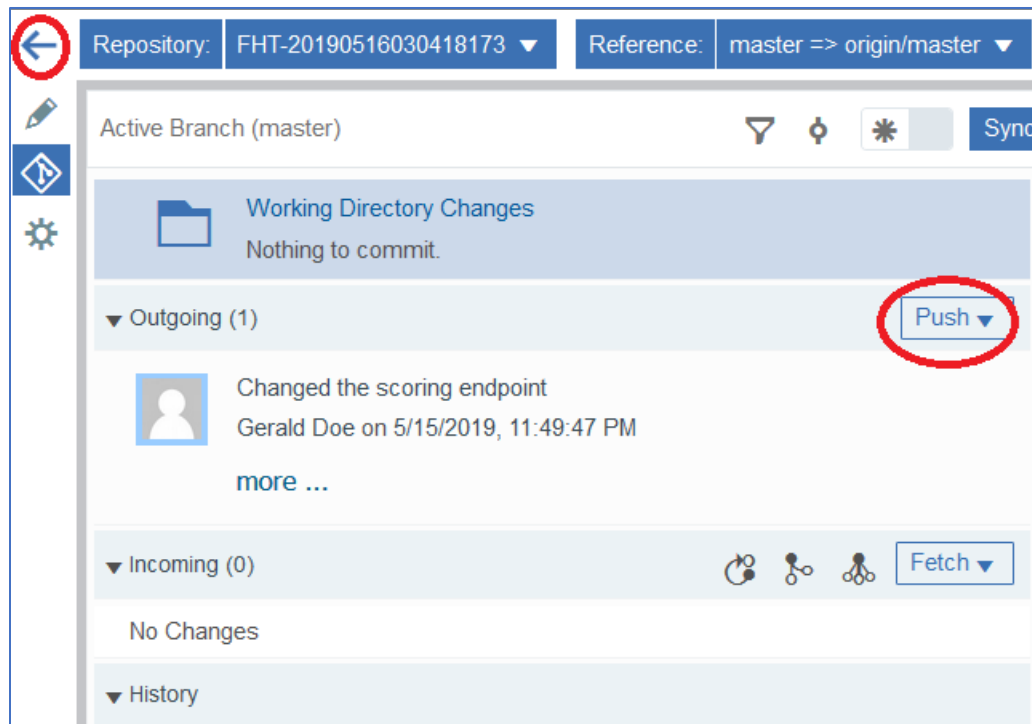 Repository: FHT-20190516030418173 Reference: master => origin/master
Active Branch (master) Sync
Working Directory Changes
Nothing to commit.
Outgoing (1) Push
Changed the scoring endpoint
Gerald Doe on 5/15/2019, 11:49:47 PM
more ...
Incoming (0) Fetch
No Changes
History